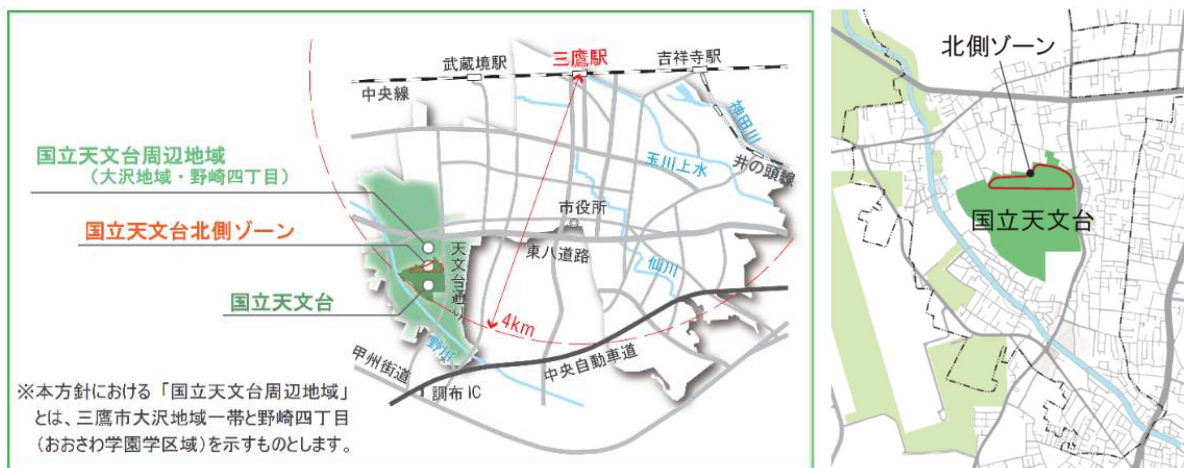 武蔵境駅
三鷹駅
吉祥寺駅
中央線
神田川
国立天文台周辺地域
（大沢地域・野崎四丁目）
玉川上水
井の頭線
国立天文台北側ゾーン
市役所
天文台通り
東八道路
仙川
国立天文台
4km
野川
中央自動車道
甲州街道
調布IC
※本方針における「国立天文台周辺地域」
とは、三鷹市大沢地域一帯と野崎四丁目
（おおさわ学園学区域）を示すものとします。
北側ゾーン
国立天文台